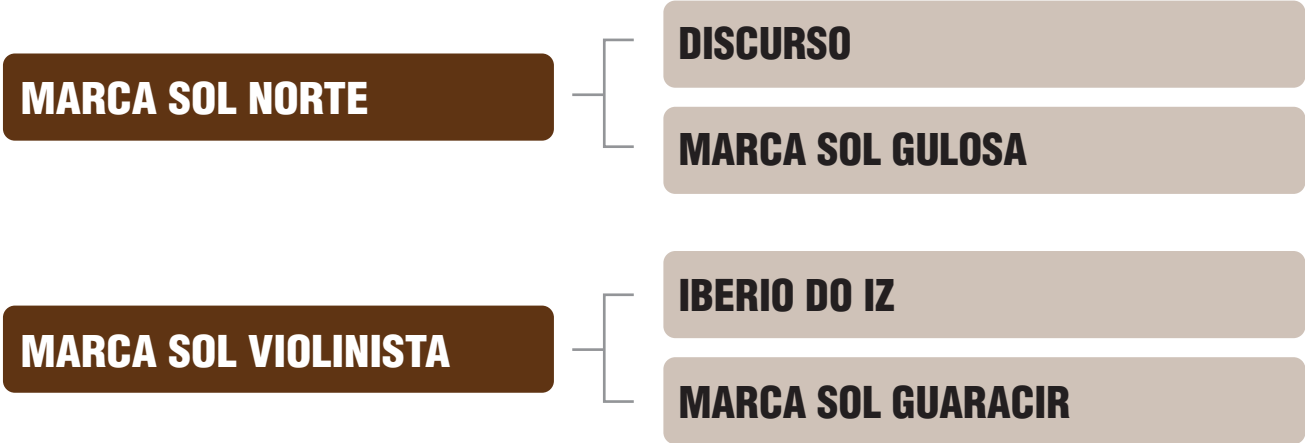 MARCA SOL NORTE
DISCURSO
MARCA SOL GULOSA
MARCA SOL VIOLINISTA
IBERIO DO IZ
MARCA SOL GUARACIR